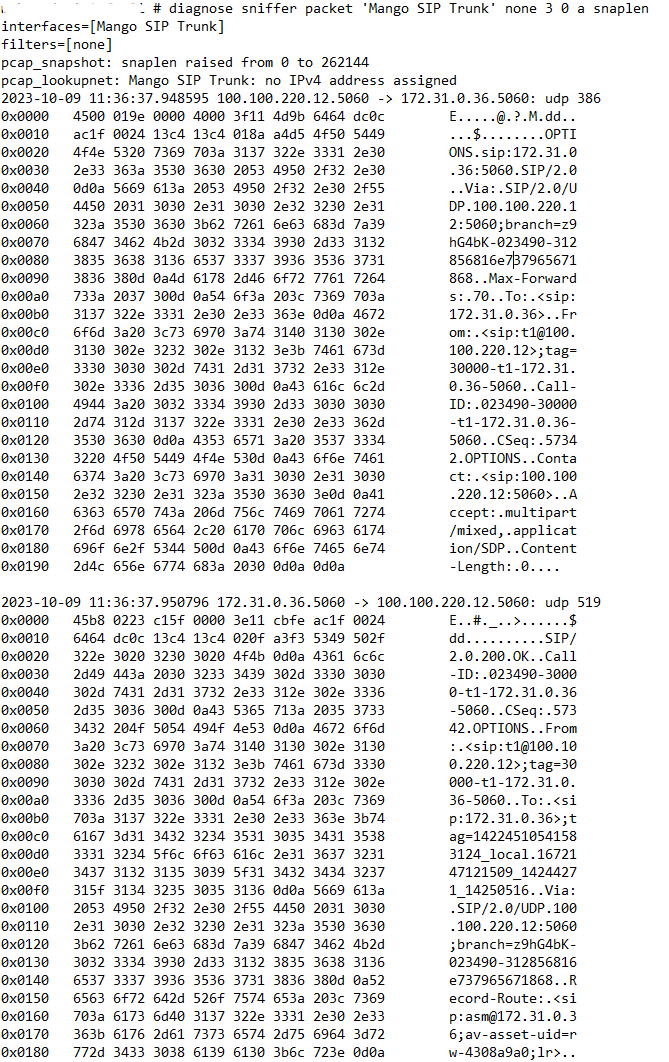 # diagnose sniffer packet 'Mango SIP Trunk' none 3 0 a snaplen
interfaces=[Mango SIP Trunk]
filters=[none]
pcap_snapshot: snaplen raised from 0 to 262144
pcap_lookupnet: Mango SIP Trunk: no IPv4 address assigned
2023-10-09 11:36:37.948595 100.100.220.12.5060 -> 172.31.0.36.5060: udp 386
0x0000 4500 019e 0000 4000 3f11 4d9b 6464 dc0c E.....@.?.M.dd..
0x0010 ac1f 0024 13c4 13c4 018a a4d5 4f50 5449 ...$........OPTI
0x0020 4f4e 5320 7369 703a 3137 322e 3331 2e30 ONS.sip:172.31.0
0x0030 2e33 363a 3530 3630 2053 4950 2f32 2e30 .36:5060.SIP/2.0
0x0040 0d0a 5669 613a 2053 4950 2f32 2e30 2f55 ..Via:.SIP/2.0/U
0x0050 4450 2031 3030 2e31 3030 2e32 3230 2e31 DP.100.100.220.1
0x0060 323a 3530 3630 3b62 7261 6e63 683d 7a39 2:5060;branch=z9
0x0070 6847 3462 4b2d 3032 3334 3930 2d33 3132 hG4bK-023490-312
0x0080 3835 3638 3136 6537 3337 3936 3536 3731 856816e737965671
0x0090 3836 380d 0a4d 6178 2d46 6f72 7761 7264 868..Max-Forward
0x00a0 733a 2037 300d 0a54 6f3a 203c 7369 703a s:.70..To:.<sip:
0x00b0 3137 322e 3331 2e30 2e33 363e 0d0a 4672 172.31.0.36>..Fr
0x00c0 6f6d 3a20 3c73 6970 3a74 3140 3130 302e om:.<sip:t1@100.
0x00d0 3130 302e 3232 302e 3132 3e3b 7461 673d 100.220.12>;tag=
0x00e0 3330 3030 302d 7431 2d31 3732 2e33 312e 30000-t1-172.31.
0x00f0 302e 3336 2d35 3036 300d 0a43 616c 6c2d 0.36-5060..Call-
0x0100 4944 3a20 3032 3334 3930 2d33 3030 3030 ID:.023490-30000
0x0110 2d74 312d 3137 322e 3331 2e30 2e33 362d -t1-172.31.0.36-
0x0120 3530 3630 0d0a 4353 6571 3a20 3537 3334 5060..CSeq:.5734
0x0130 3220 4f50 5449 4f4e 530d 0a43 6f6e 7461 2.OPTIONS..Conta
0x0140 6374 3a20 3c73 6970 3a31 3030 2e31 3030 ct:.<sip:100.100
0x0150 2e32 3230 2e31 323a 3530 3630 3e0d 0a41 .220.12:5060>..A
0x0160 6363 6570 743a 206d 756c 7469 7061 7274 ccept:.multipart
0x0170 2f6d 6978 6564 2c20 6170 706c 6963 6174 /mixed,.applicat
0x0180 696f 6e2f 5344 500d 0a43 6f6e 7465 6e74 ion/SDP..Content
0x0190 2d4c 656e 6774 683a 2030 0d0a 0d0a -Length:.0....
2023-10-09 11:36:37.950796 172.31.0.36.5060 -> 100.100.220.12.5060: udp 519
0x0000 45b8 0223 c15f 0000 3e11 cbfe ac1f 0024 E..#._..>......$
0x0010 6464 dc0c 13c4 13c4 020f a3f3 5349 502f dd..........SIP/
0x0020 322e 3020 3230 3020 4f4b 0d0a 4361 6c6c 2.0.200.OK..Call
0x0030 2d49 443a 2030 3233 3439 302d 3330 3030 -ID:.023490-3000
0x0040 302d 7431 2d31 3732 2e33 312e 302e 3336 0-t1-172.31.0.36
0x0050 2d35 3036 300d 0a43 5365 713a 2035 3733 -5060..CSeq:.573
0x0060 3432 204f 5054 494f 4e53 0d0a 4672 6f6d 42.OPTIONS..From
0x0070 3a20 3c73 6970 3a74 3140 3130 302e 3130 :.<sip:t1@100.10
0x0080 302e 3232 302e 3132 3e3b 7461 673d 3330 0.220.12>;tag=30
0x0090 3030 302d 7431 2d31 3732 2e33 312e 302e 000-t1-172.31.0.
0x00a0 3336 2d35 3036 300d 0a54 6f3a 203c 7369 36-5060..To:.<si
0x00b0 703a 3137 322e 3331 2e30 2e33 363e 3b74 p:172.31.0.36>;t
0x00c0 6167 3d31 3432 3234 3531 3035 3431 3538 ag=1422451054158
0x00d0 3331 3234 5f6c 6f63 616c 2e31 3637 3231 3124_local.16721
0x00e0 3437 3132 3135 3039 5f31 3432 3434 3237 47121509_1424427
0x00f0 315f 3134 3235 3035 3136 0d0a 5669 613a 1_14250516..Via:
0x0100 2053 4950 2f32 2e30 2f55 4450 2031 3030 .SIP/2.0/UDP.100
0x0110 2e31 3030 2e32 3230 2e31 323a 3530 3630 .100.220.12:5060
0x0120 3b62 7261 6e63 683d 7a39 6847 3462 4b2d ;branch=z9hG4bK-
0x0130 3032 3334 3930 2d33 3132 3835 3638 3136 023490-312856816
0x0140 6537 3337 3936 3536 3731 3836 380d 0a52 e737965671868..R
0x0150 6563 6f72 642d 526f 7574 653a 203c 7369 ecord-Route:.<si
0x0160 703a 6173 6d40 3137 322e 3331 2e30 2e33 p:asm@172.31.0.3
0x0170 363b 6176 2d61 7373 6574 2d75 6964 3d72 6;av-asset-uid=r
0x0180 772d 3433 3038 6139 6130 3b6c 723e 0d0a w-4308a9a0;lr>..